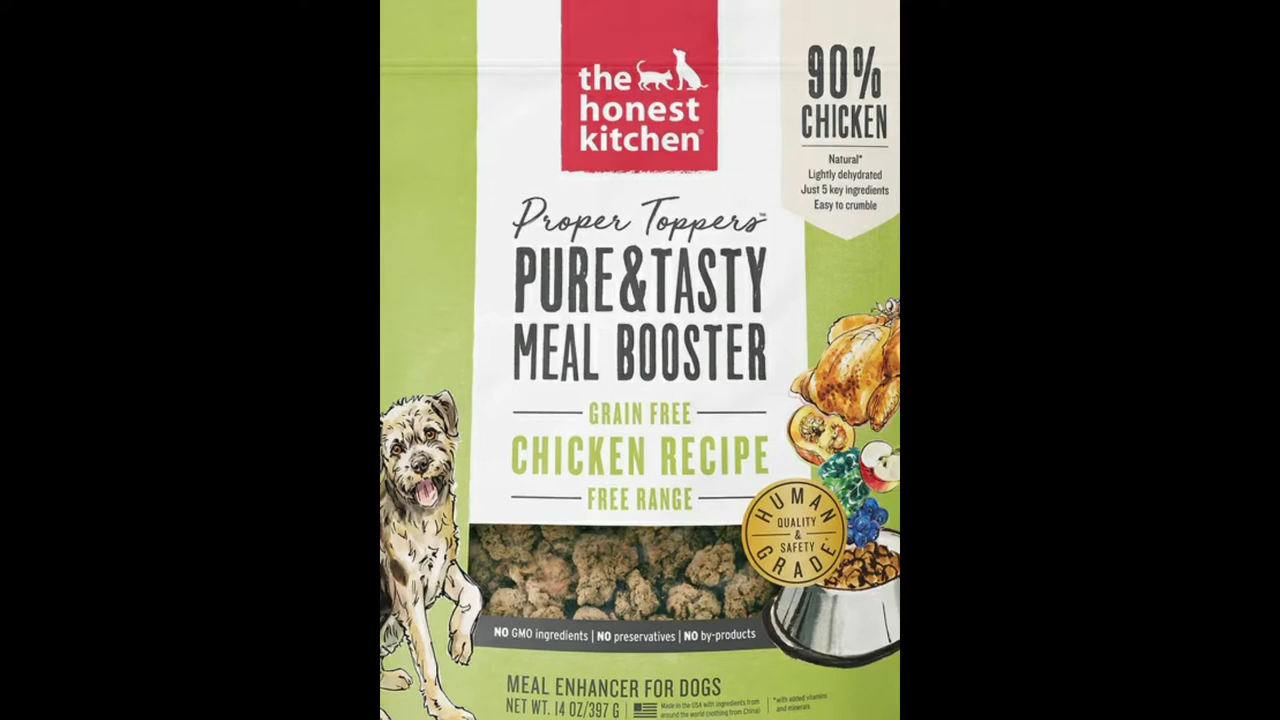 the
honest
kitchen®
90%
CHICKEN
Natural*
Lightly dehydrated
Just 5 key ingredients
Easy to crumble
Proper Toppers™
PURE&TASTY
MEAL BOOSTER
GRAIN FREE
CHICKEN RECIPE
FREE RANGE
HUMAN
QUALITY
&
SAFETY
GRADE
NO GMO ingredients | NO preservatives | NO by-products
MEAL ENHANCER FOR DOGS
NET WT. 14 OZ/397 G
Made in the USA with ingredients from
around the world (nothing from China)
*with added vitamins
and minerals